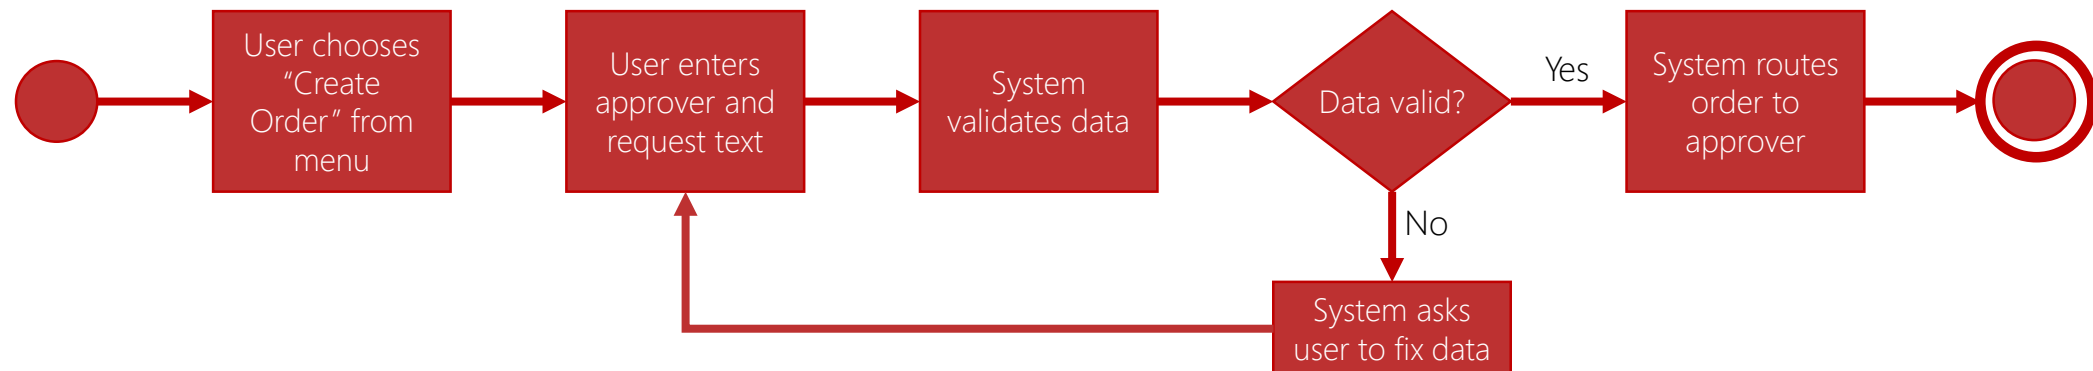 User chooses
“Create
Order” from
menu
User enters
approver and
request text
System
validates data
Data valid?
Yes
System routes
order to
approver
No
System asks
user to fix data